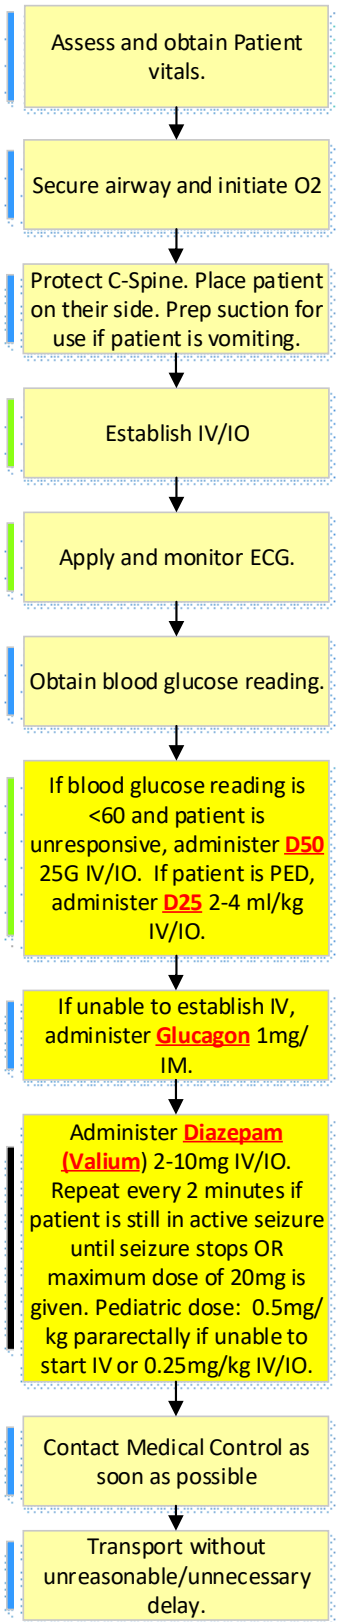 Assess and obtain Patient
vitals.
Secure airway and initiate O2
Protect C-Spine. Place patient
on their side. Prep suction for
use if patient is vomiting.
Establish IV/IO
Apply and monitor ECG.
Obtain blood glucose reading.
If blood glucose reading is
<60 and patient is
unresponsive, administer D50
25G IV/IO.  If patient is PED,
administer D25 2-4 ml/kg
IV/IO.
If unable to establish IV,
administer Glucagon 1mg/
IM.
Administer Diazepam
(Valium) 2-10mg IV/IO.
Repeat every 2 minutes if
patient is still in active seizure
until seizure stops OR
maximum dose of 20mg is
given. Pediatric dose:  0.5mg/
kg pararectally if unable to
start IV or 0.25mg/kg IV/IO.
Contact Medical Control as
soon as possible
Transport without
unreasonable/unnecessary
delay.